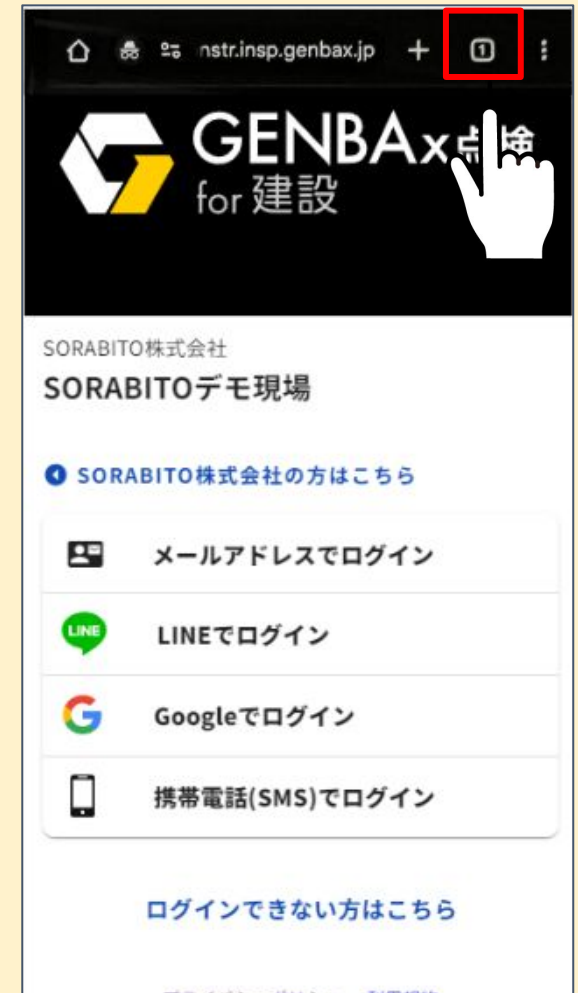 nstr.insp.genbax.jp
1
GENBAx点検
for 建設
SORABITO株式会社
SORABITOデモ現場
SORABITO株式会社の方はこちら
メールアドレスでログイン
LINE
LINEでログイン
Googleでログイン
携帯電話(SMS)でログイン
ログインできない方はこちら